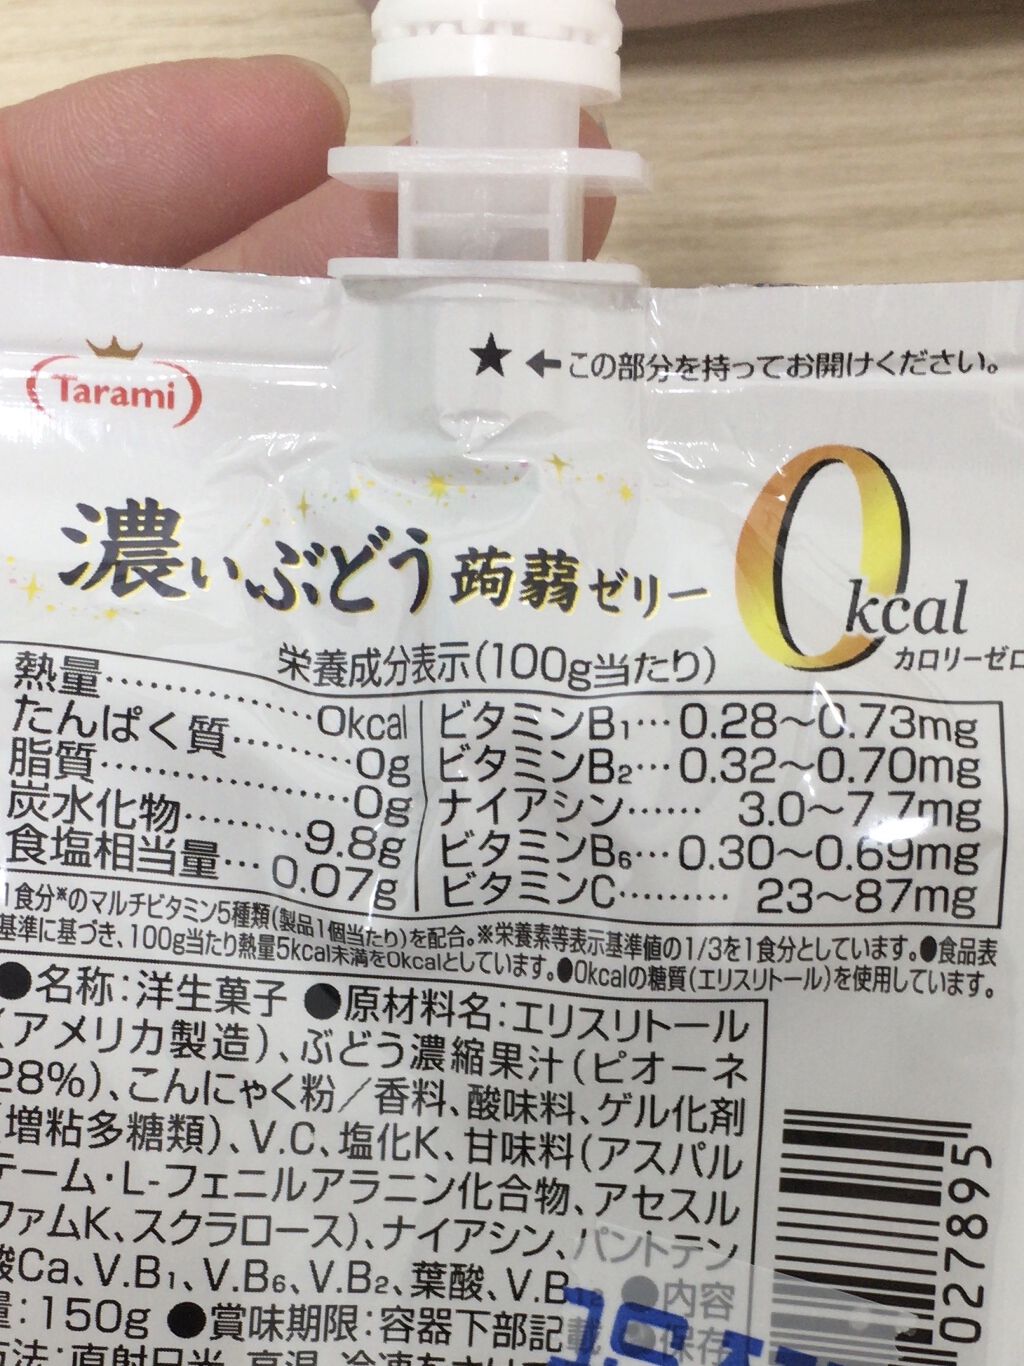 ★←この部分を持ってお開けください。
Tarami
濃いぶどう蒟蒻ゼリー
0kcal
カロリーゼロ
栄養成分表示(100g当たり)
熱量……………0kcal
たんぱく質………0g
脂質………………0g
炭水化物………9.8g
食塩相当量…0.07g
ビタミンB1…0.28〜0.73mg
ビタミンB2…0.32〜0.70mg
ナイアシン…… 3.0〜7.7mg
ビタミンB6…0.30〜0.69mg
ビタミンC……… 23〜87mg
1食分※のマルチビタミン5種類(製品1個当たり)を配合。※栄養素等表示基準値の1/3を1食分としています。●食品表
基準に基づき、100g当たり熱量5kcal未満を0kcalとしています。●0kcalの糖質(エリスリトール)を使用しています。
●名称:洋生菓子 ●原材料名:エリスリトール
(アメリカ製造)、ぶどう濃縮果汁(ピオーネ
28%)、こんにゃく粉/香料、酸味料、ゲル化剤
(増粘多糖類)、V.C、塩化K、甘味料(アスパル
テーム・L-フェニルアラニン化合物、アセスル
ファムK、スクラロース)、ナイアシン、パントテン
酸Ca、V.B1、V.B6、V.B2、葉酸、V.B12 ●内容
量:150g ●賞味期限:容器下部記載 ●保存
方法:直射日光、高温、冷凍をさけて
027895